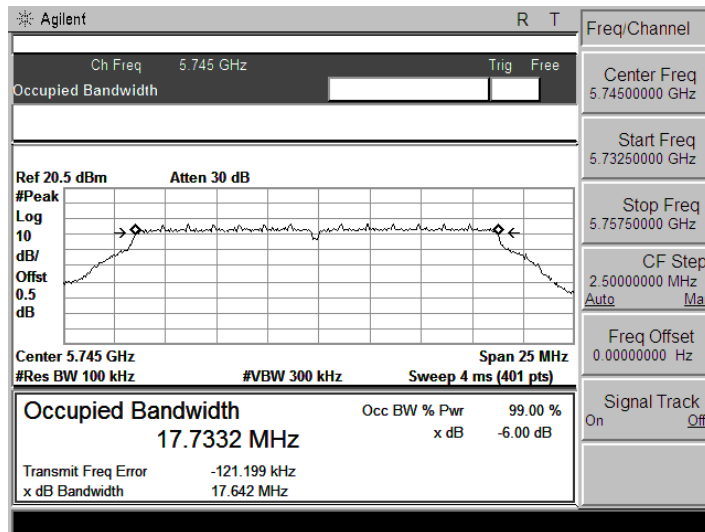 Agilent R T
Ch Freq 5.745 GHz Trig Free
Occupied Bandwidth
Ref 20.5 dBm Atten 30 dB
#Peak
Log
10
dB/
Offst
0.5
dB
Center 5.745 GHz Span 25 MHz
#Res BW 100 kHz #VBW 300 kHz Sweep 4 ms (401 pts)
Occupied Bandwidth Occ BW % Pwr 99.00 %
17.7332 MHz x dB -6.00 dB
Transmit Freq Error -121.199 kHz
x dB Bandwidth 17.642 MHz
Freq/Channel
Center Freq
5.74500000 GHz
Start Freq
5.73250000 GHz
Stop Freq
5.75750000 GHz
CF Step
2.50000000 MHz
Auto Ma
Freq Offset
0.00000000 Hz
Signal Track
On Off